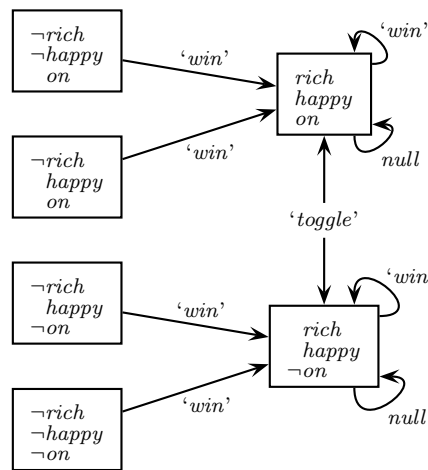 ¬rich
¬happy
on
‘win’
‘win’
rich
happy
on
¬rich
happy
on
‘win’
null
‘toggle’
¬rich
happy
¬on
‘win’
‘win
rich
happy
¬on
¬rich
¬happy
¬on
‘win’
null